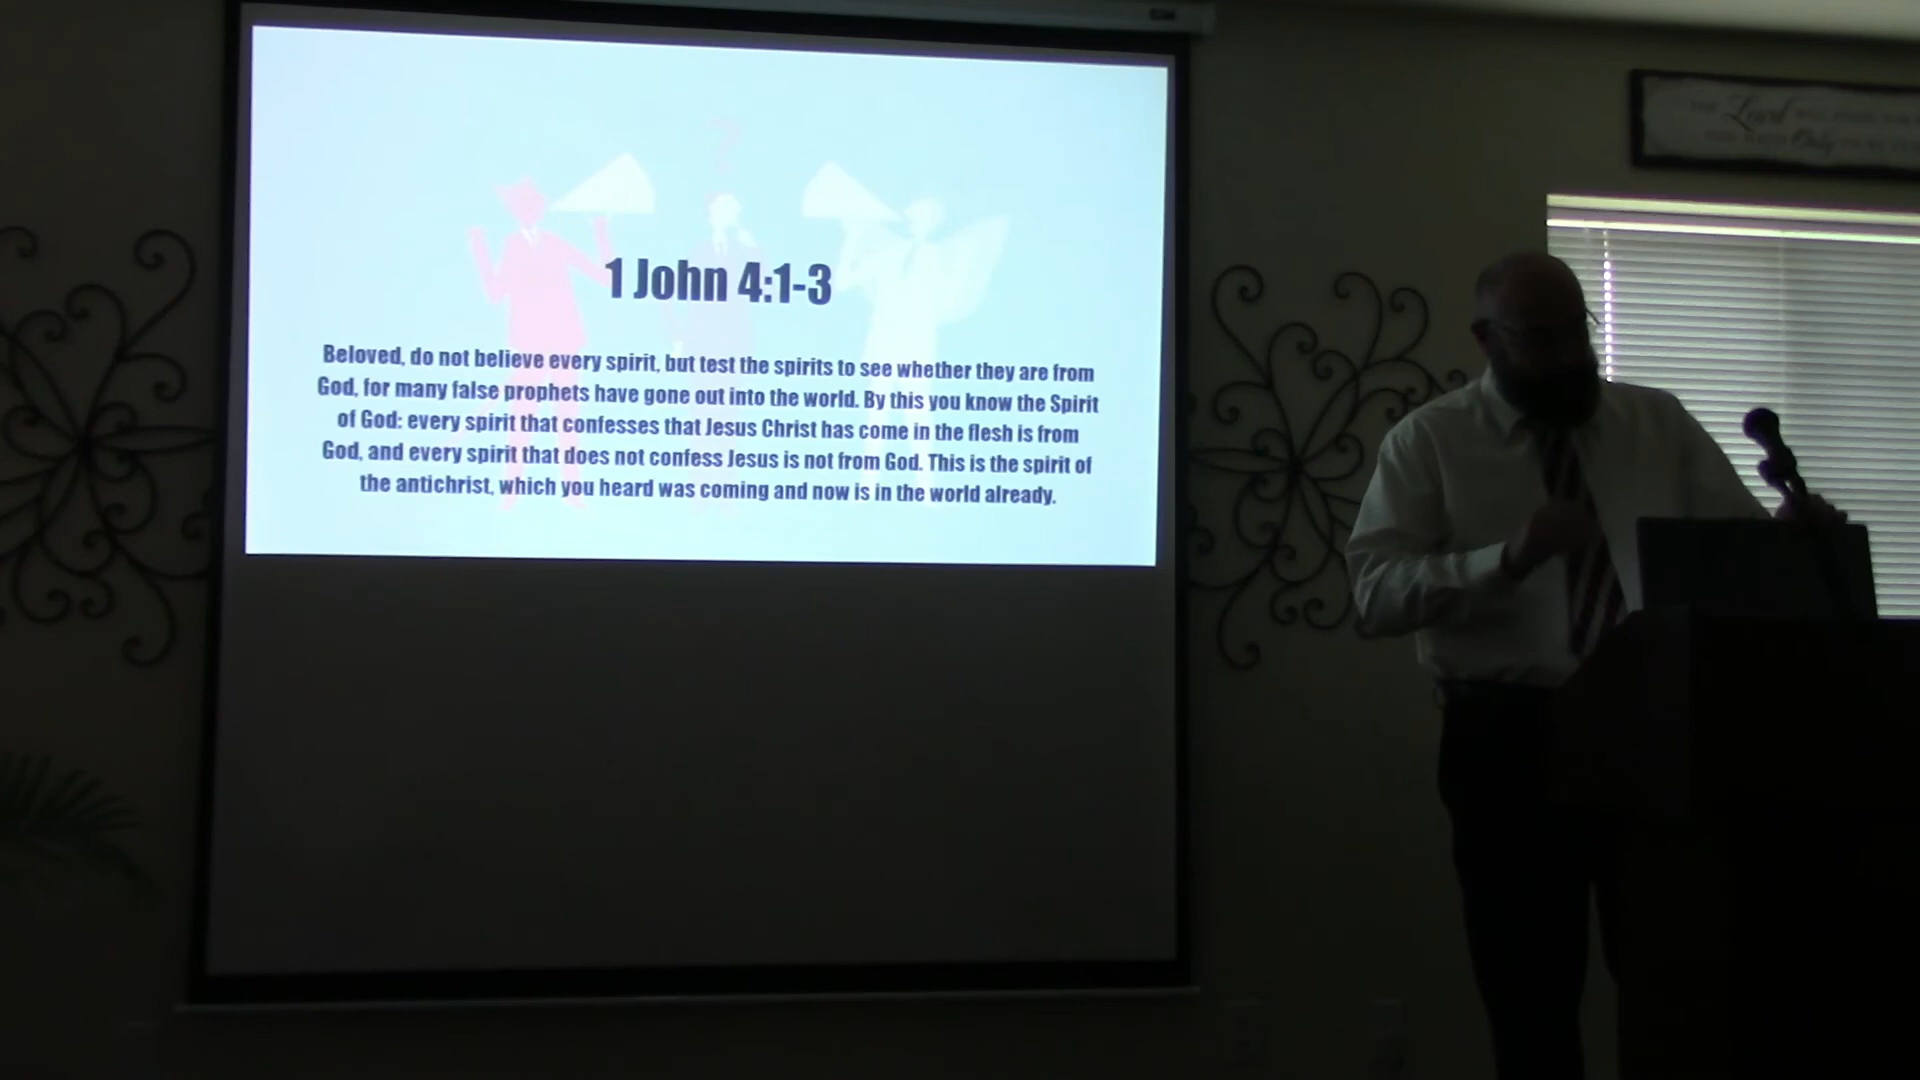 1 John 4:1-3
Beloved, do not believe every spirit, but test the spirits to see whether they are from
God, for many false prophets have gone out into the world. By this you know the Spirit
of God: every spirit that confesses that Jesus Christ has come in the flesh is from
God, and every spirit that does not confess Jesus is not from God. This is the spirit of
the antichrist, which you heard was coming and now is in the world already.
Lord
Only